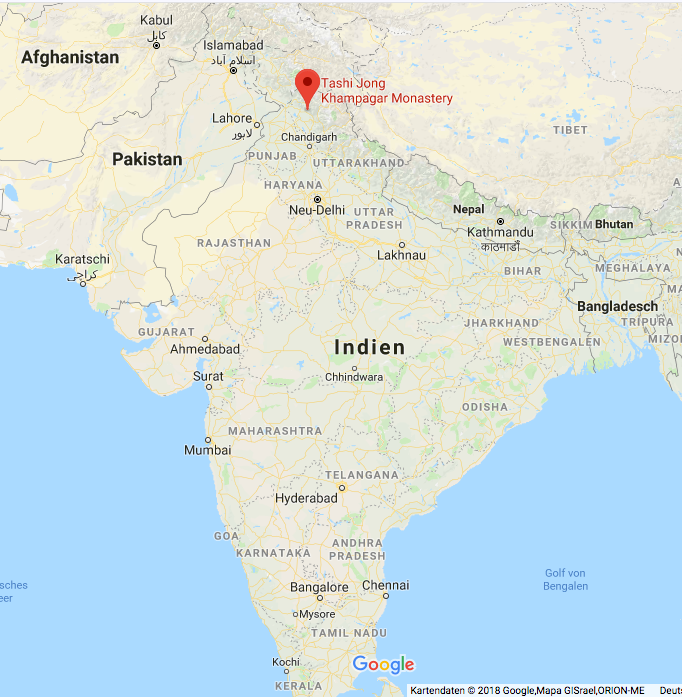 Kabul
کابل
Afghanistan
Islamabad
اسلام آباد
Tashi Jong
Khampagar Monastery
Lahore
لاہور
Chandigarh
TIBET
Pakistan
PUNJAB
UTTARAKHAND
HARYANA
Neu-Delhi
UTTAR
PRADESH
Nepal
Kathmandu
काठमाडौँ
SIKKIM
Bhutan
RAJASTHAN
Lakhnau
Karatschi
کراچی
BIHAR
MEGHALAYA
Bangladesch
GUJARAT
Ahmedabad
JHARKHAND
TRIPURA
WESTBENGALEN
MIZO
Indien
Surat
Chhindwara
ODISHA
MAHARASHTRA
Mumbai
TELANGANA
Hyderabad
GOA
KARNATAKA
ANDHRA
PRADESH
Golf von
Bengalen
sches
eer
Bangalore
Chennai
Mysore
TAMIL NADU
Kochi
Google
KERALA
Kartendaten © 2018 Google,Mapa GISrael,ORION-ME
Deuts